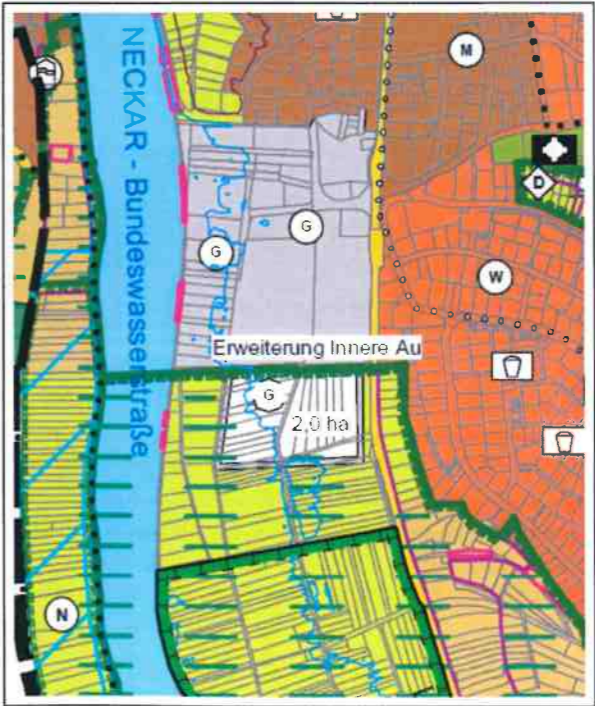 M
D
NECKAR - Bundeswasserstraße
G
G
W
Erweiterung Innere Au
G
2,0 ha
N